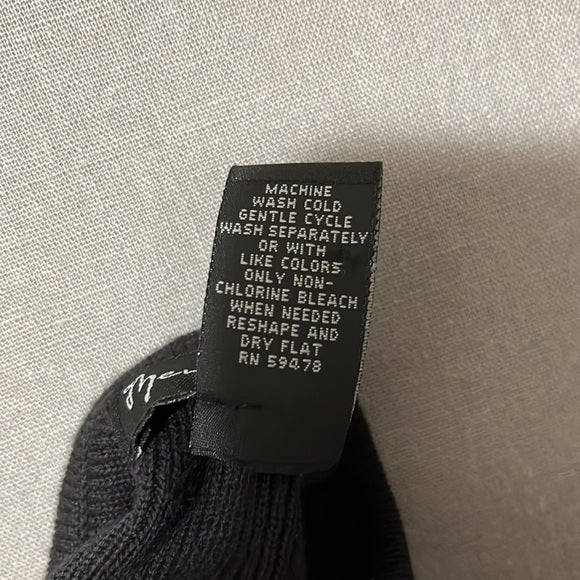 MACHINE
WASH COLD
GENTLE CYCLE
WASH SEPARATELY
OR WITH
LIKE COLORS
ONLY NON-
CHLORINE BLEACH
WHEN NEEDED
RESHAPE AND
DRY FLAT
RN 59478